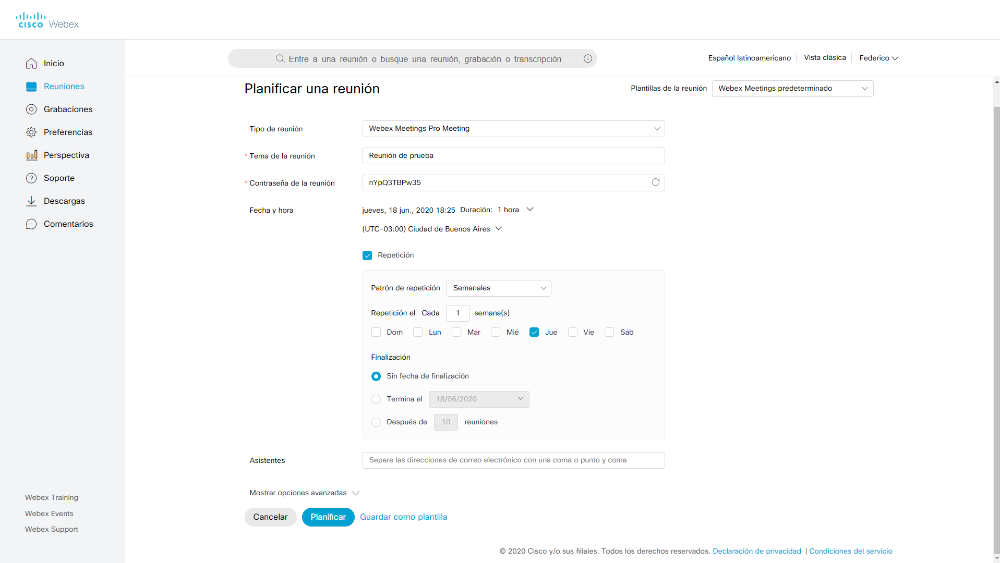 CISCO Webex
Inicio
Reuniones
Grabaciones
Preferencias
Perspectiva
Soporte
Descargas
Comentarios
Webex Training
Webex Events
Webex Support
Entre a una reunión o busque una reunión, grabación o transcripción
Español latinoamericano Vista clásica Federico
Planificar una reunión
Plantillas de la reunión Webex Meetings predeterminado
Tipo de reunión Webex Meetings Pro Meeting
* Tema de la reunión Reunión de prueba
* Contraseña de la reunión nYpQ3TBPw35
Fecha y hora jueves, 18 jun., 2020 18:25 Duración: 1 hora
(UTC-03:00) Ciudad de Buenos Aires
Repetición
Patrón de repetición Semanales
Repetición el Cada 1 semana(s)
Dom Lun Mar Mié Jue Vie Sáb
Finalización
Sin fecha de finalización
Termina el 18/06/2020
Después de 10 reuniones
Asistentes Separe las direcciones de correo electrónico con una coma o punto y coma
Mostrar opciones avanzadas
Cancelar Planificar Guardar como plantilla
© 2020 Cisco y/o sus filiales. Todos los derechos reservados. Declaración de privacidad | Condiciones del servicio